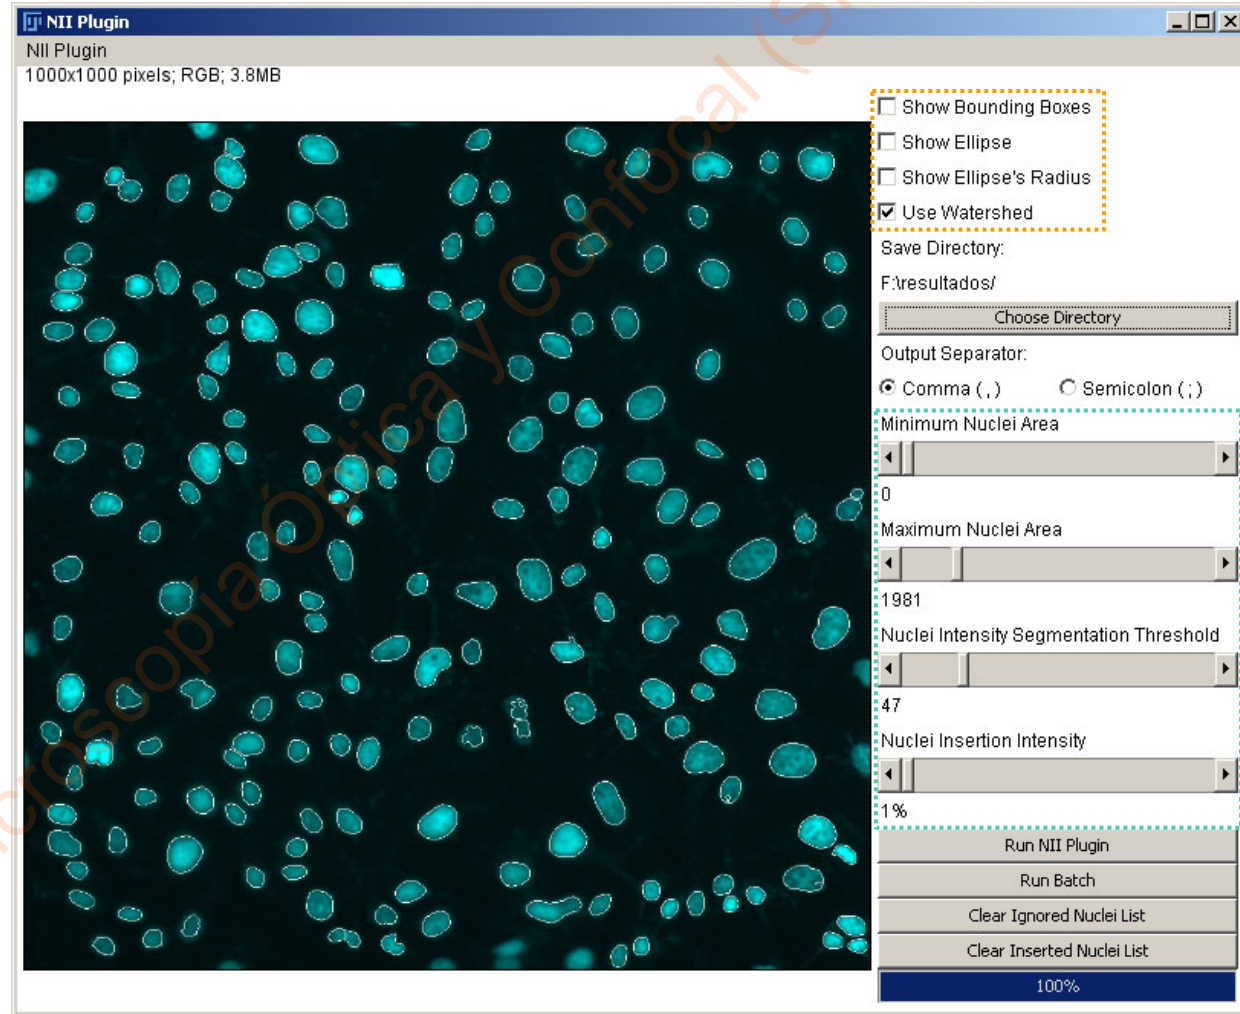 NII Plugin
NII Plugin
1000x1000 pixels; RGB; 3.8MB
Show Bounding Boxes
Show Ellipse
Show Ellipse's Radius
Use Watershed
Save Directory:
F:\resultados/
Choose Directory
Output Separator:
Comma (,) Semicolon (;)
Minimum Nuclei Area
0
Maximum Nuclei Area
1981
Nuclei Intensity Segmentation Threshold
47
Nuclei Insertion Intensity
1%
Run NII Plugin
Run Batch
Clear Ignored Nuclei List
Clear Inserted Nuclei List
100%
icroscopía Óptica y Confocal (S